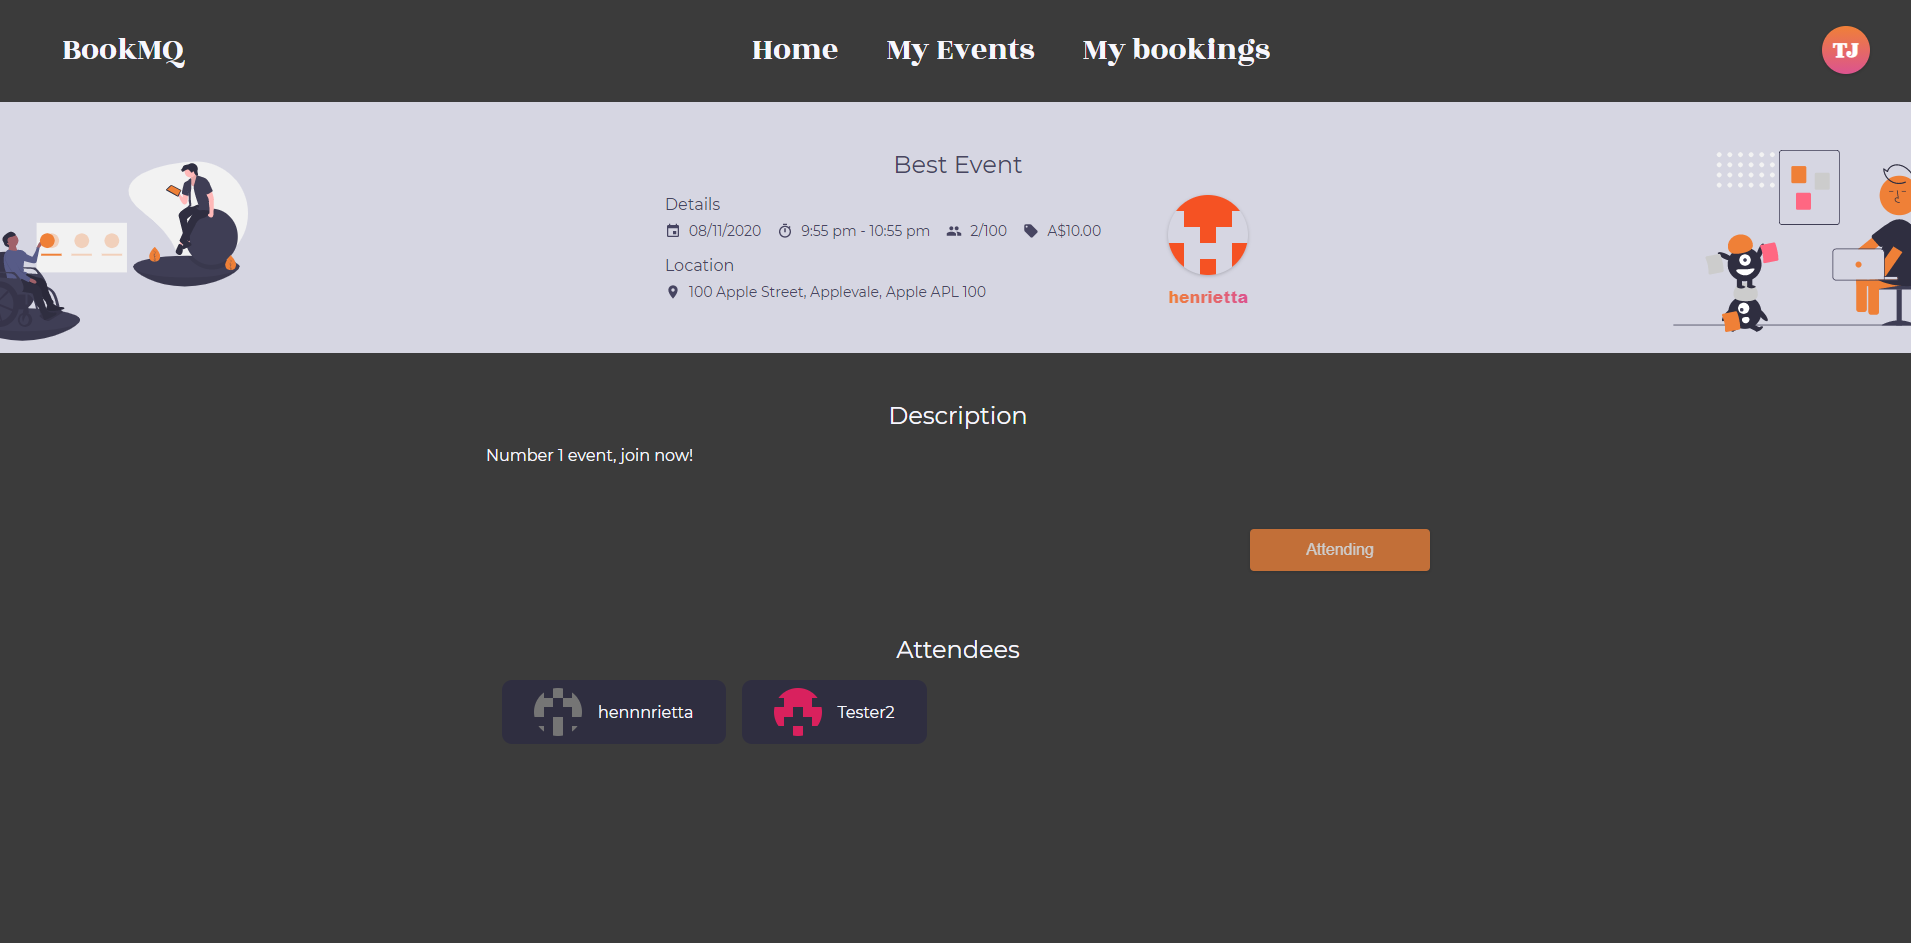 BookMQ
Home My Events My bookings
TJ
Best Event
Details
08/11/2020 9:55 pm - 10:55 pm 2/100 A$10.00
Location
100 Apple Street, Applevale, Apple APL 100
henrietta
Description
Number 1 event, join now!
Attending
Attendees
hennnrietta
Tester2